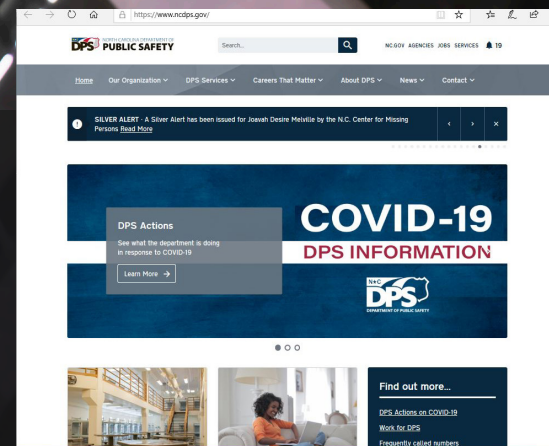 https://www.ncdps.gov/
NORTH CAROLINA DEPARTMENT OF
DPS PUBLIC SAFETY
Search...
NC.GOV AGENCIES JOBS SERVICES 19
Home Our Organization DPS Services Careers That Matter About DPS News Contact
SILVER ALERT - A Silver Alert has been issued for Joavah Desire Melville by the N.C. Center for Missing
Persons Read More
DPS Actions
See what the department is doing
in response to COVID-19
Learn More
COVID-19
DPS INFORMATION
N C
DPS
DEPARTMENT OF PUBLIC SAFETY
Find out more...
DPS Actions on COVID-19
Work for DPS
Frequently called numbers